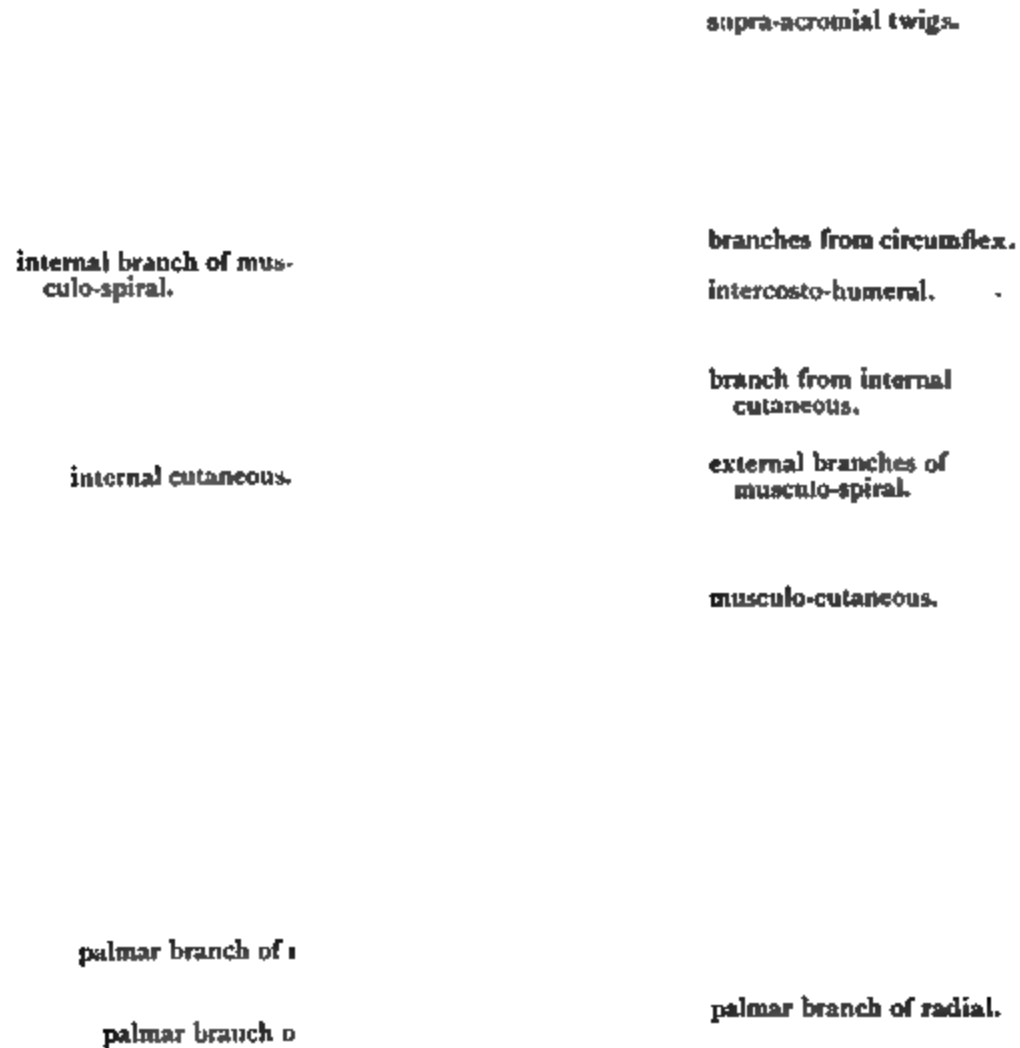 supra-acromial twigs.
internal branch of mus-
culo-spiral.
internal cutaneous.
palmar branch of
palmar branch
branches from circumflex.
intercosto-humeral.
branch from internal
cutaneous.
external branches of
musculo-spiral.
musculo-cutaneous.
palmar branch of radial.